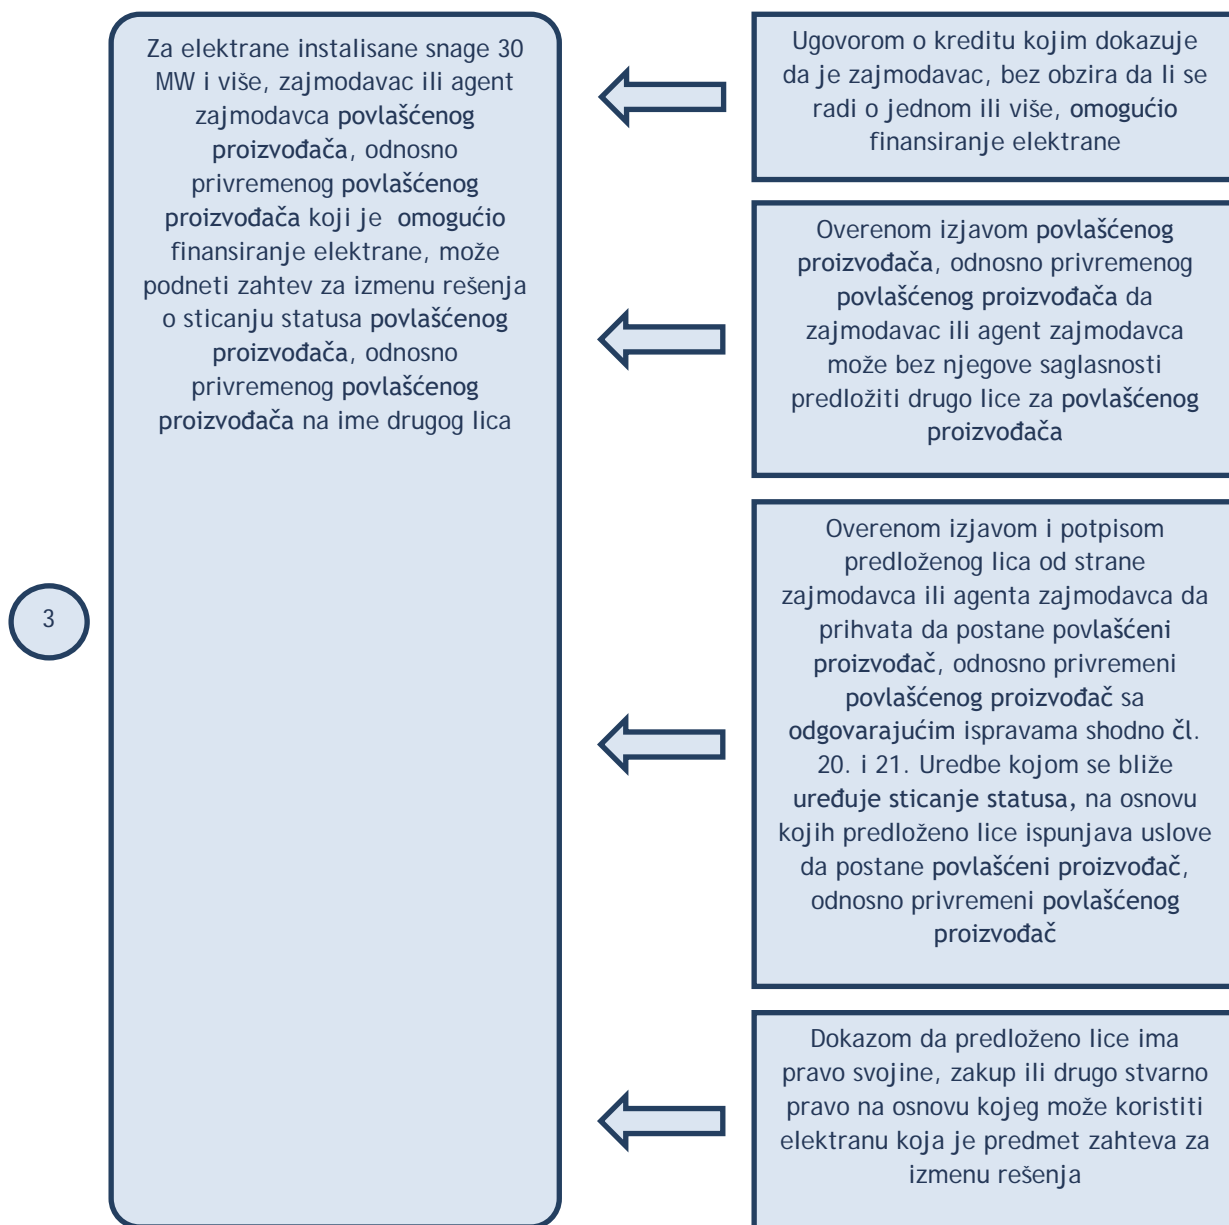 Za elektrane instalisane snage 30
MW i više, zajmodavac ili agent
zajmodavca povlašćenog
proizvođača, odnosno
privremenog povlašćenog
proizvođača koji je omogućio
finansiranje elektrane, može
podneti zahtev za izmenu rešenja
o sticanju statusa povlašćenog
proizvođača, odnosno
privremenog povlašćenog
proizvođača na ime drugog lica
3
Ugovorom o kreditu kojim dokazuje
da je zajmodavac, bez obzira da li se
radi o jednom ili više, omogućio
finansiranje elektrane
Overenom izjavom povlašćenog
proizvođača, odnosno privremenog
povlašćenog proizvođača da
zajmodavac ili agent zajmodavca
može bez njegove saglasnosti
predložiti drugo lice za povlašćenog
proizvođača
Overenom izjavom i potpisom
predloženog lica od strane
zajmodavca ili agenta zajmodavca da
prihvata da postane povlašćeni
proizvođač, odnosno privremeni
povlašćenog proizvođač sa
odgovarajućim ispravama shodno čl.
20. i 21. Uredbe kojom se bliže
uređuje sticanje statusa, na osnovu
kojih predloženo lice ispunjava uslove
da postane povlašćeni proizvođač,
odnosno privremeni povlašćenog
proizvođač
Dokazom da predloženo lice ima
pravo svojine, zakup ili drugo stvarno
pravo na osnovu kojeg može koristiti
elektranu koja je predmet zahteva za
izmenu rešenja